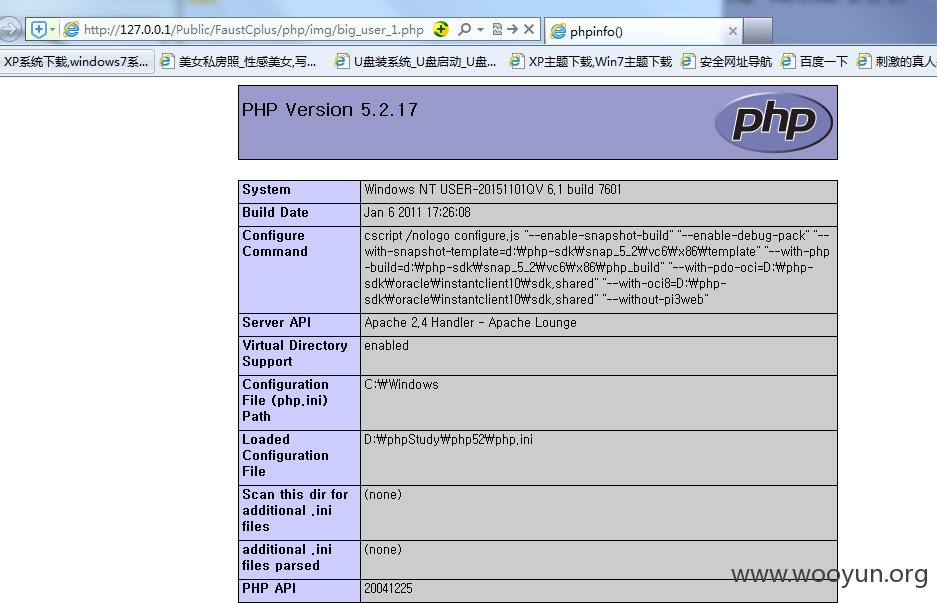 http://127.0.0.1/Public/FaustCplus/php/img/big_user_1.php
phpinfo()
XP系统下载,windows7系...
美女私房照_性感美女,写...
U盘装系统_U盘启动_U盘...
XP主题下载,Win7主题下载
安全网址导航
百度一下
刺激的真人
PHP Version 5.2.17
php
System Windows NT USER-20151101QV 6.1 build 7601
Build Date Jan 6 2011 17:26:08
Configure Command
cscript /nologo configure.js "--enable-snapshot-build" "--enable-debug-pack" "--
with-snapshot-template=d:₩php-sdk₩snap_5_2₩vc6₩x86₩template" "--with-php
-build=d:₩php-sdk₩snap_5_2₩vc6₩x86₩php_build" "--with-pdo-oci=D:₩php-
sdk₩oracle₩instantclient10₩sdk,shared" "--with-oci8=D:₩php-
sdk₩oracle₩instantclient10₩sdk,shared" "--without-pi3web"
Server API Apache 2.4 Handler - Apache Lounge
Virtual Directory Support enabled
Configuration File (php.ini) Path C:₩Windows
Loaded Configuration File D:₩phpStudy₩php52₩php.ini
Scan this dir for additional .ini files (none)
additional .ini files parsed (none)
PHP API 20041225
www.wooyun.org